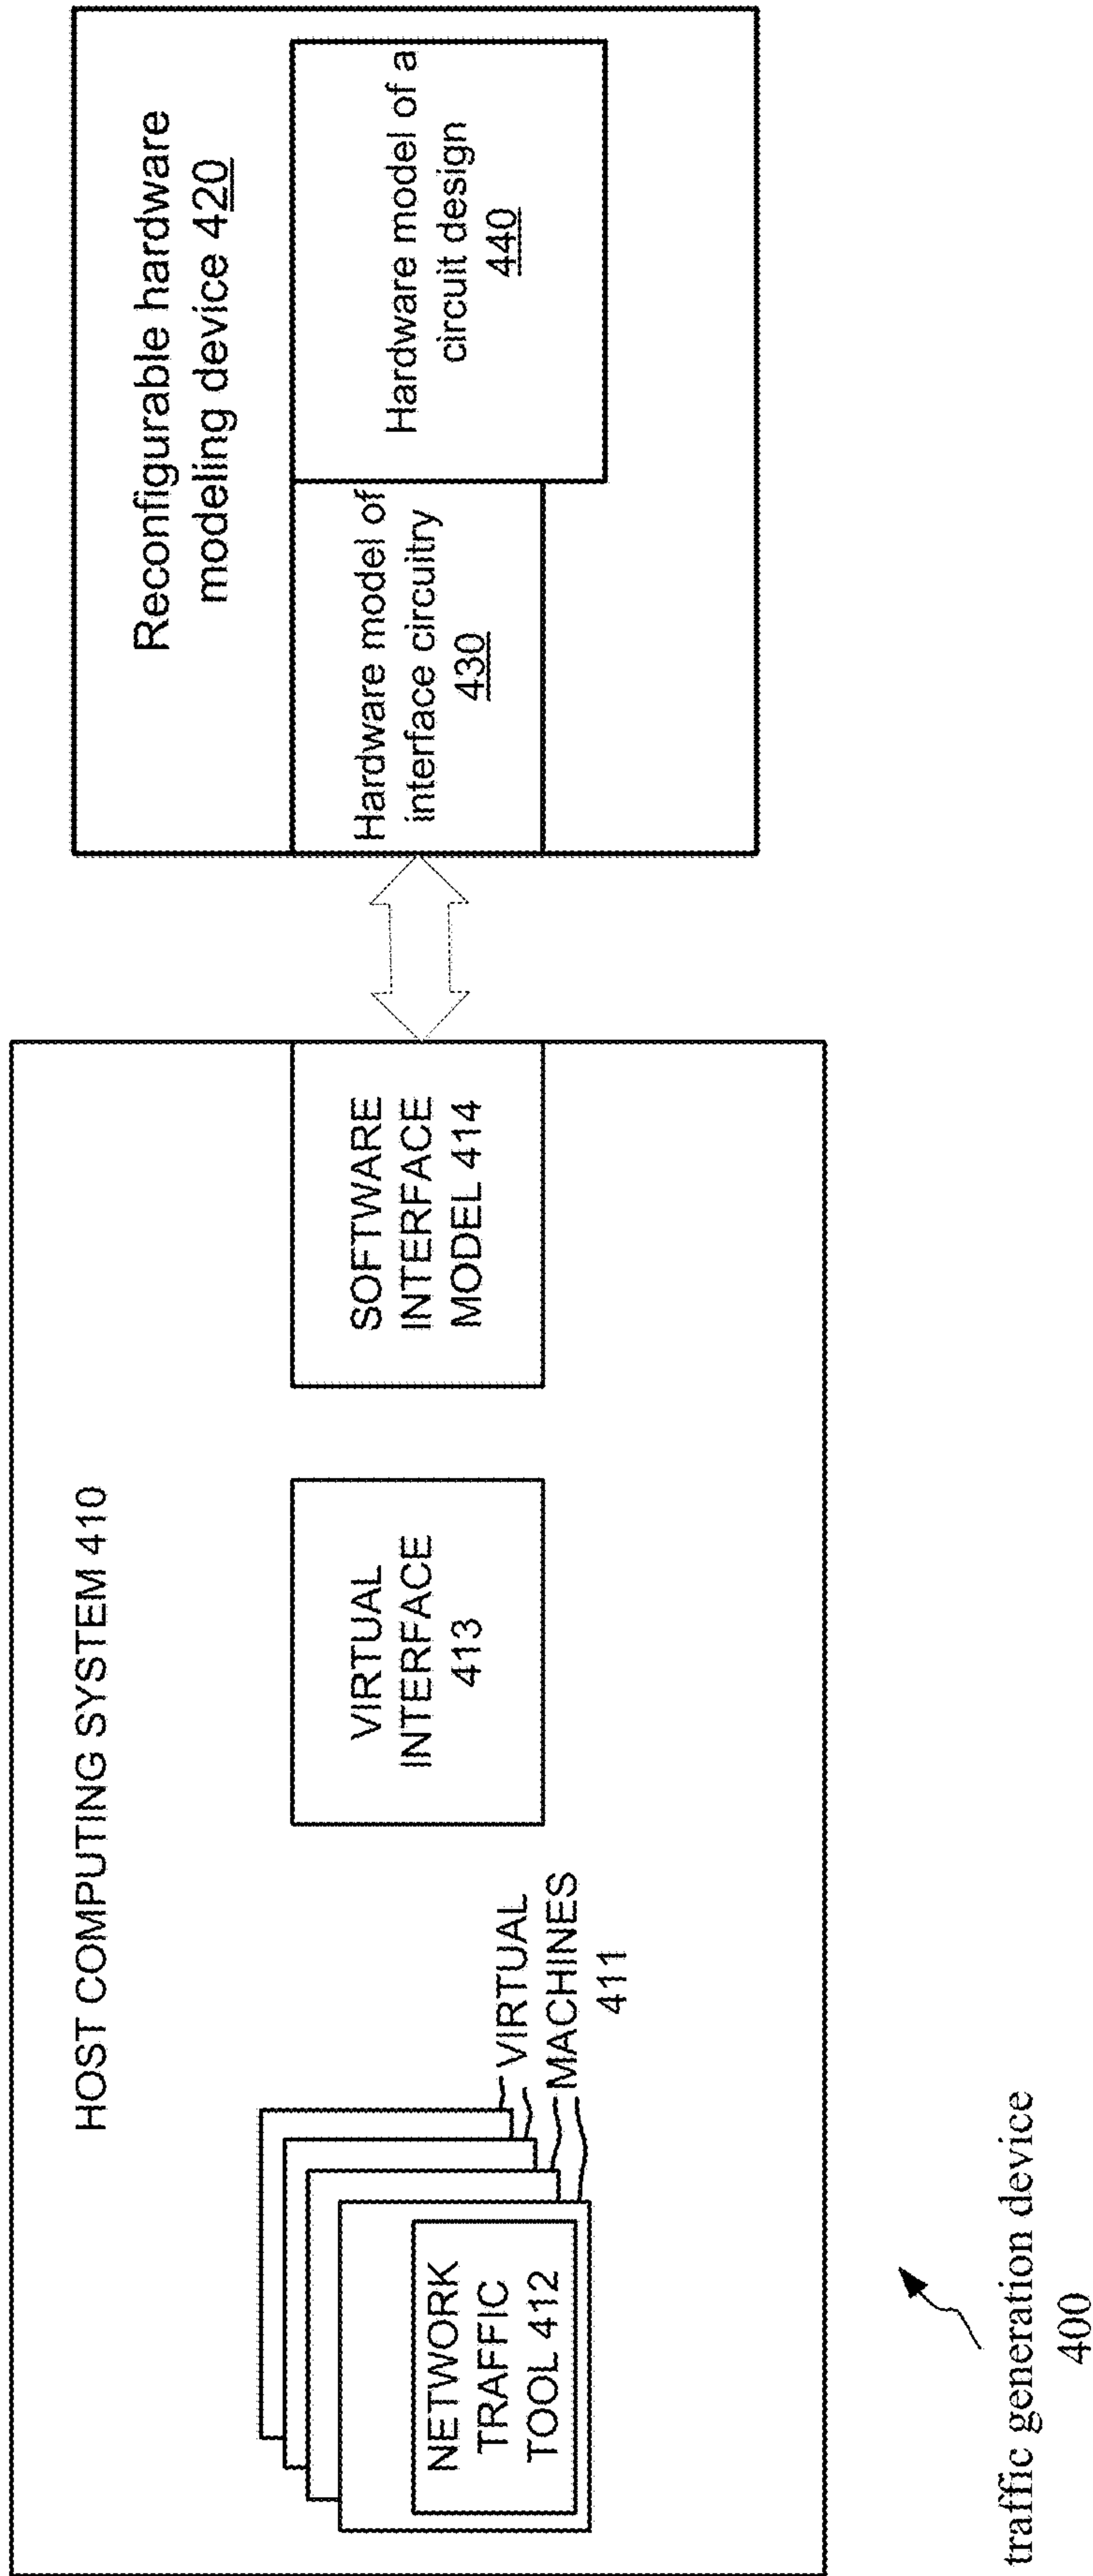 HOST COMPUTING SYSTEM 410
NETWORK
TRAFFIC
TOOL 412
VIRTUAL
MACHINES
411
VIRTUAL
INTERFACE
413
SOFTWARE
INTERFACE
MODEL 414
Reconfigurable hardware
modeling device 420
Hardware model of
interface circuitry
430
Hardware model of a
circuit design
440
traffic generation device
400